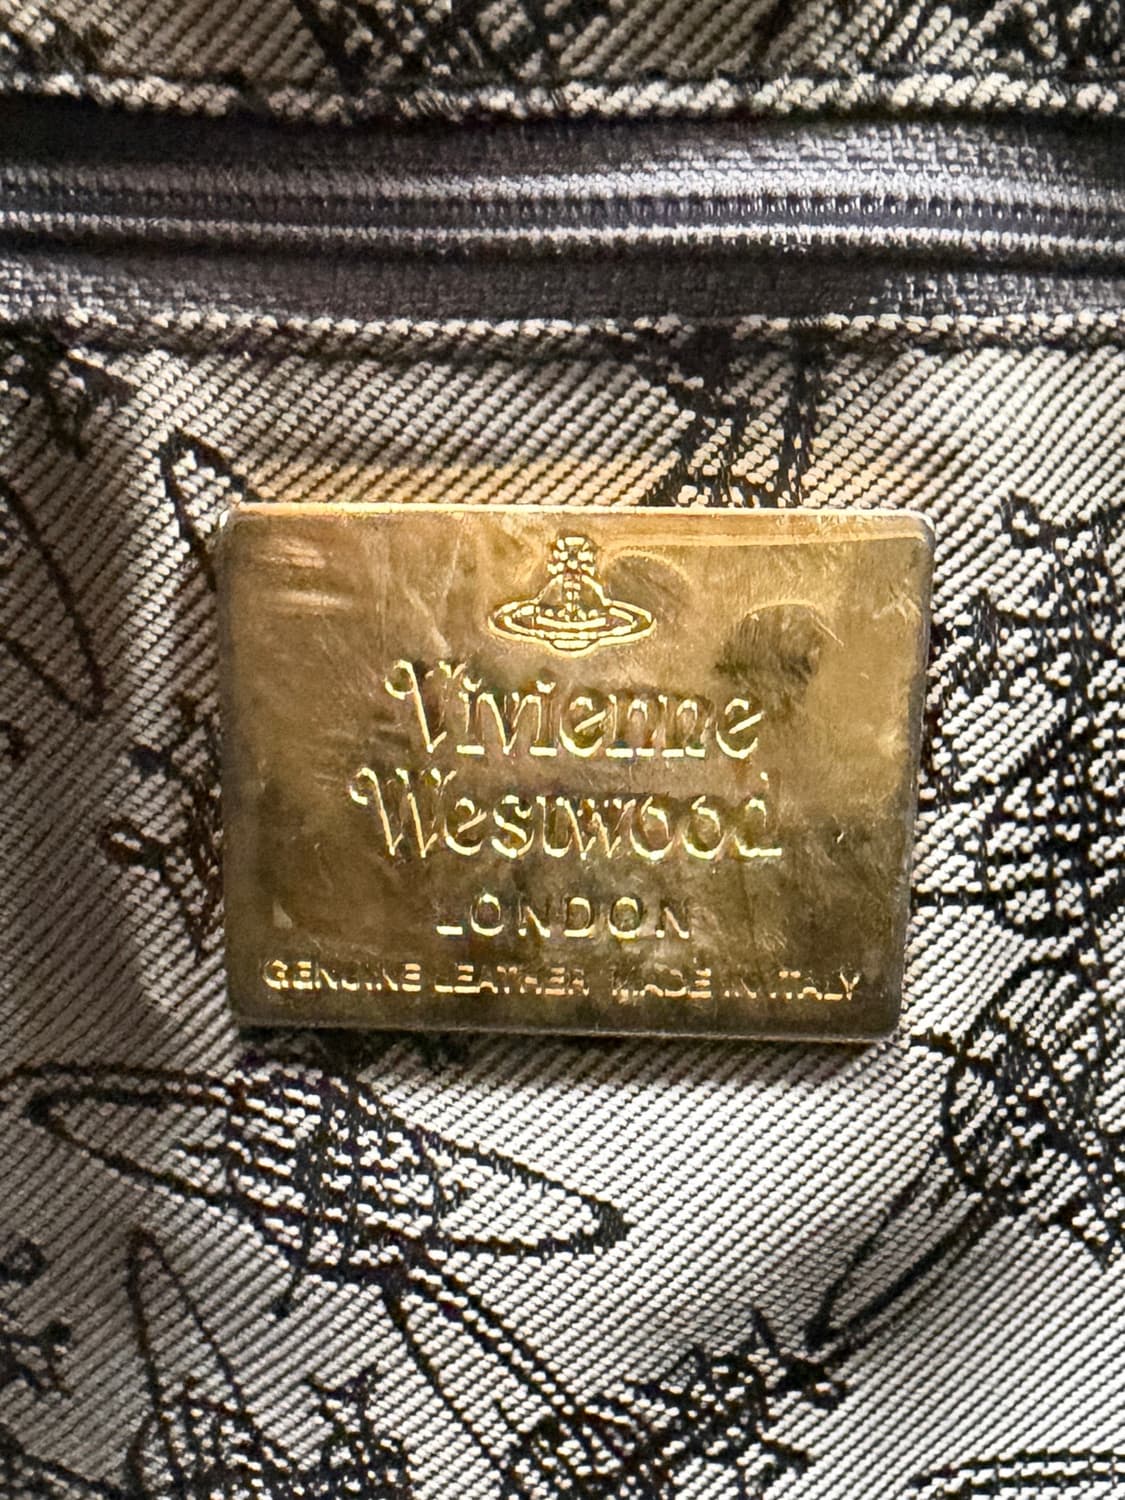 Vivienne
Westwood
LONDON
GENUINE LEATHER MADE IN ITALY